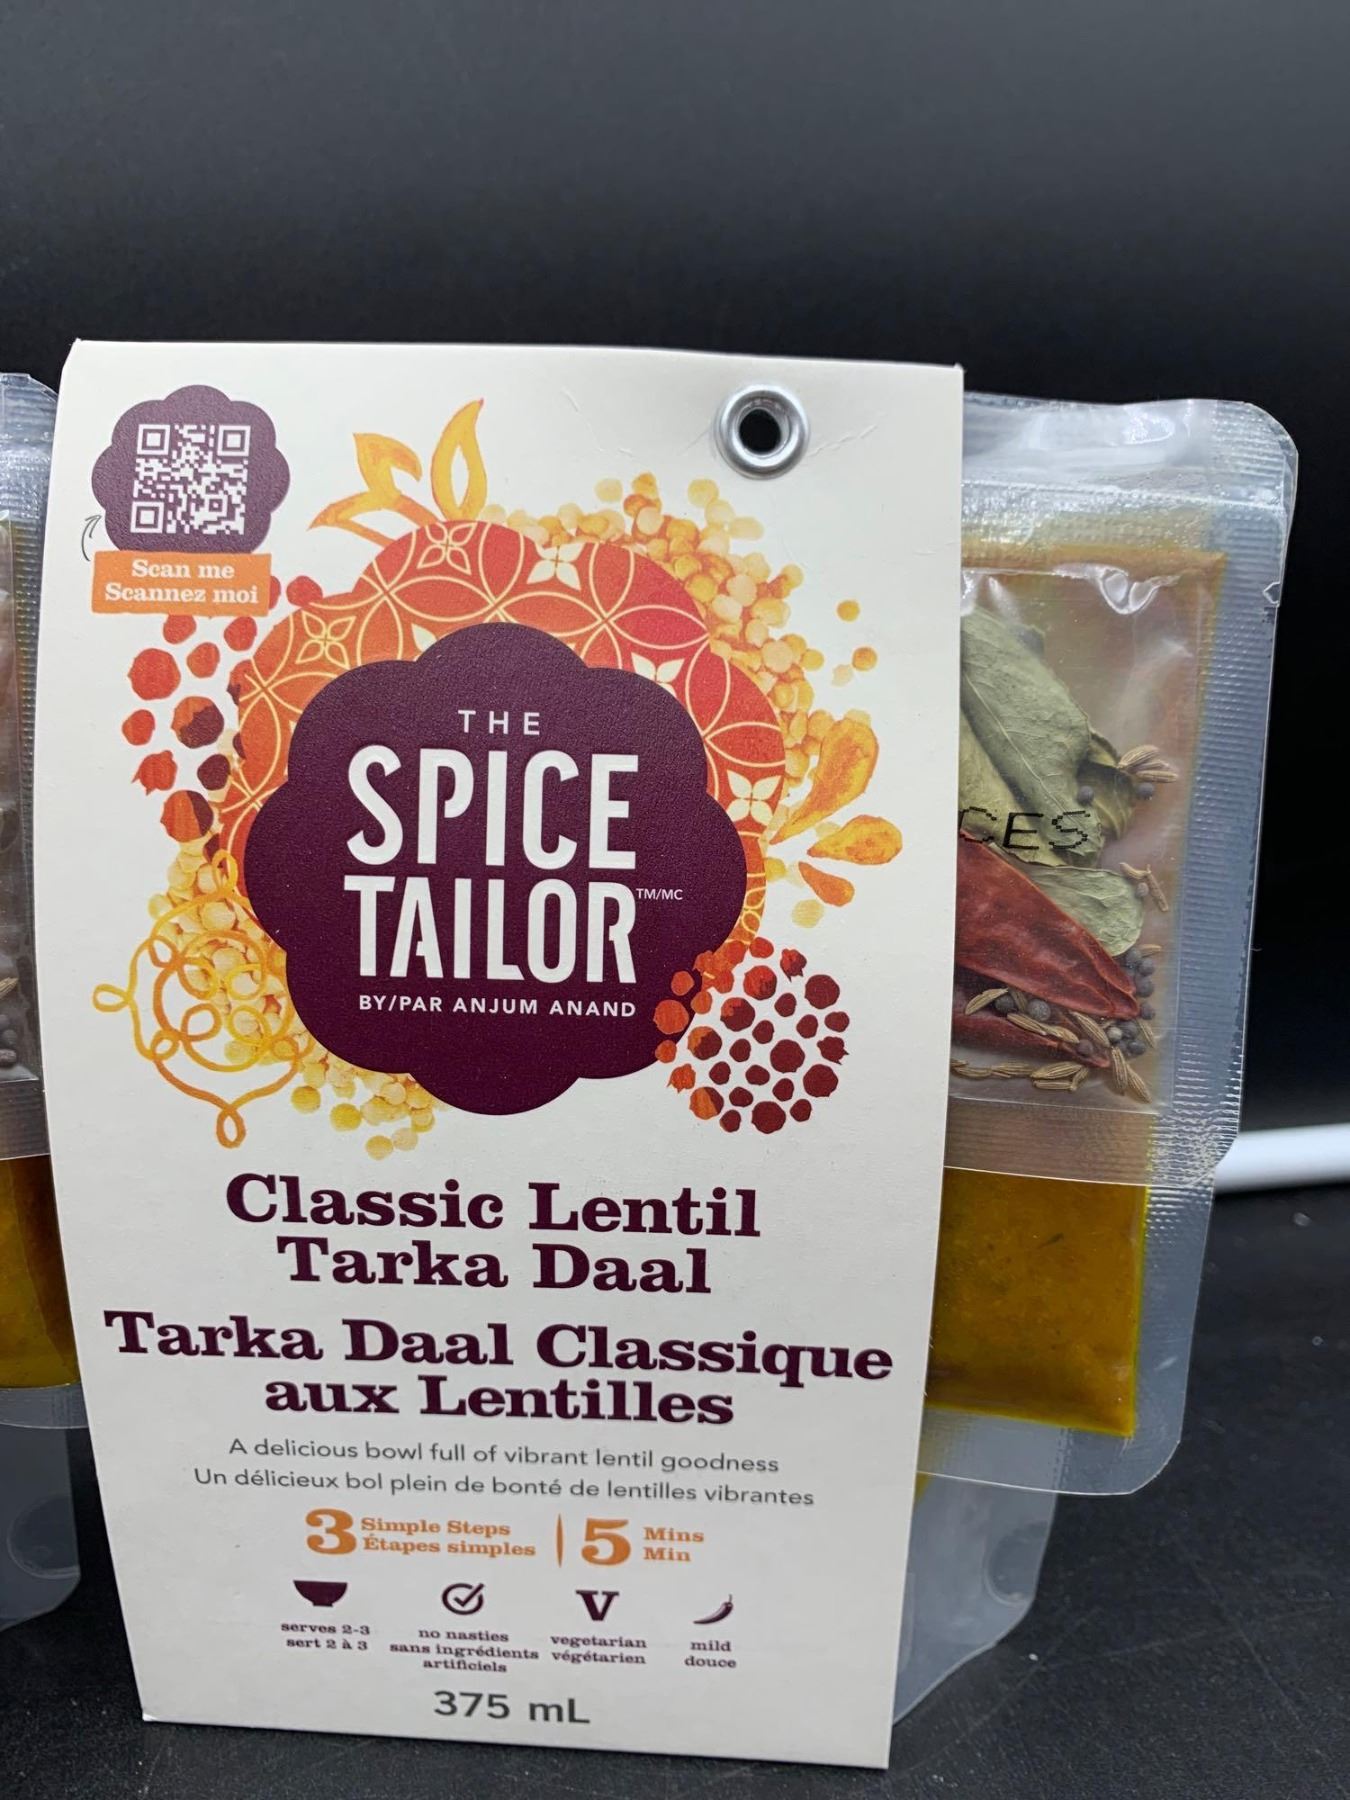 Scan me
Scannez moi
THE
SPICE
TAILOR TM/MC
BY/PAR ANJUM ANAND
CES
Classic Lentil
Tarka Daal
Tarka Daal Classique
aux Lentilles
A delicious bowl full of vibrant lentil goodness
Un délicieux bol plein de bonté de lentilles vibrantes
3 Simple Steps
Étapes simples
5 Mins
Min
serves 2-3
sert 2 à 3
no nasties
sans ingrédients
artificiels
V
vegetarian
végétarien
mild
douce
375 mL